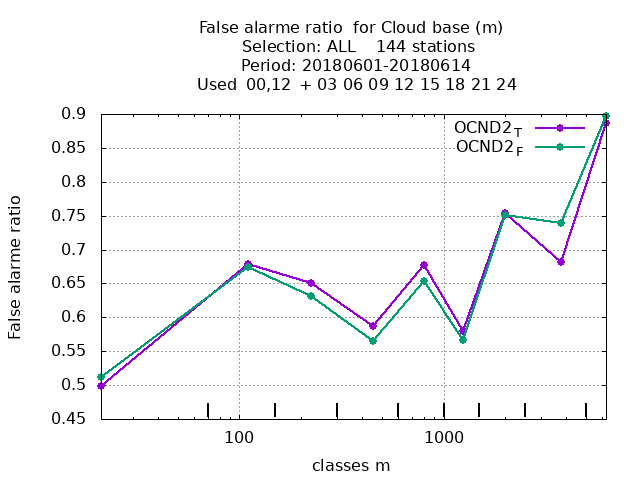 False alarme ratio  for Cloud base (m)
Selection: ALL    144 stations
Period: 20180601-20180614
Used  00,12  + 03 06 09 12 15 18 21 24
OCND2T
OCND2F
0.9
0.85
0.8
0.75
0.7
0.65
0.6
0.55
0.5
0.45
False alarme ratio
100 1000
classes m